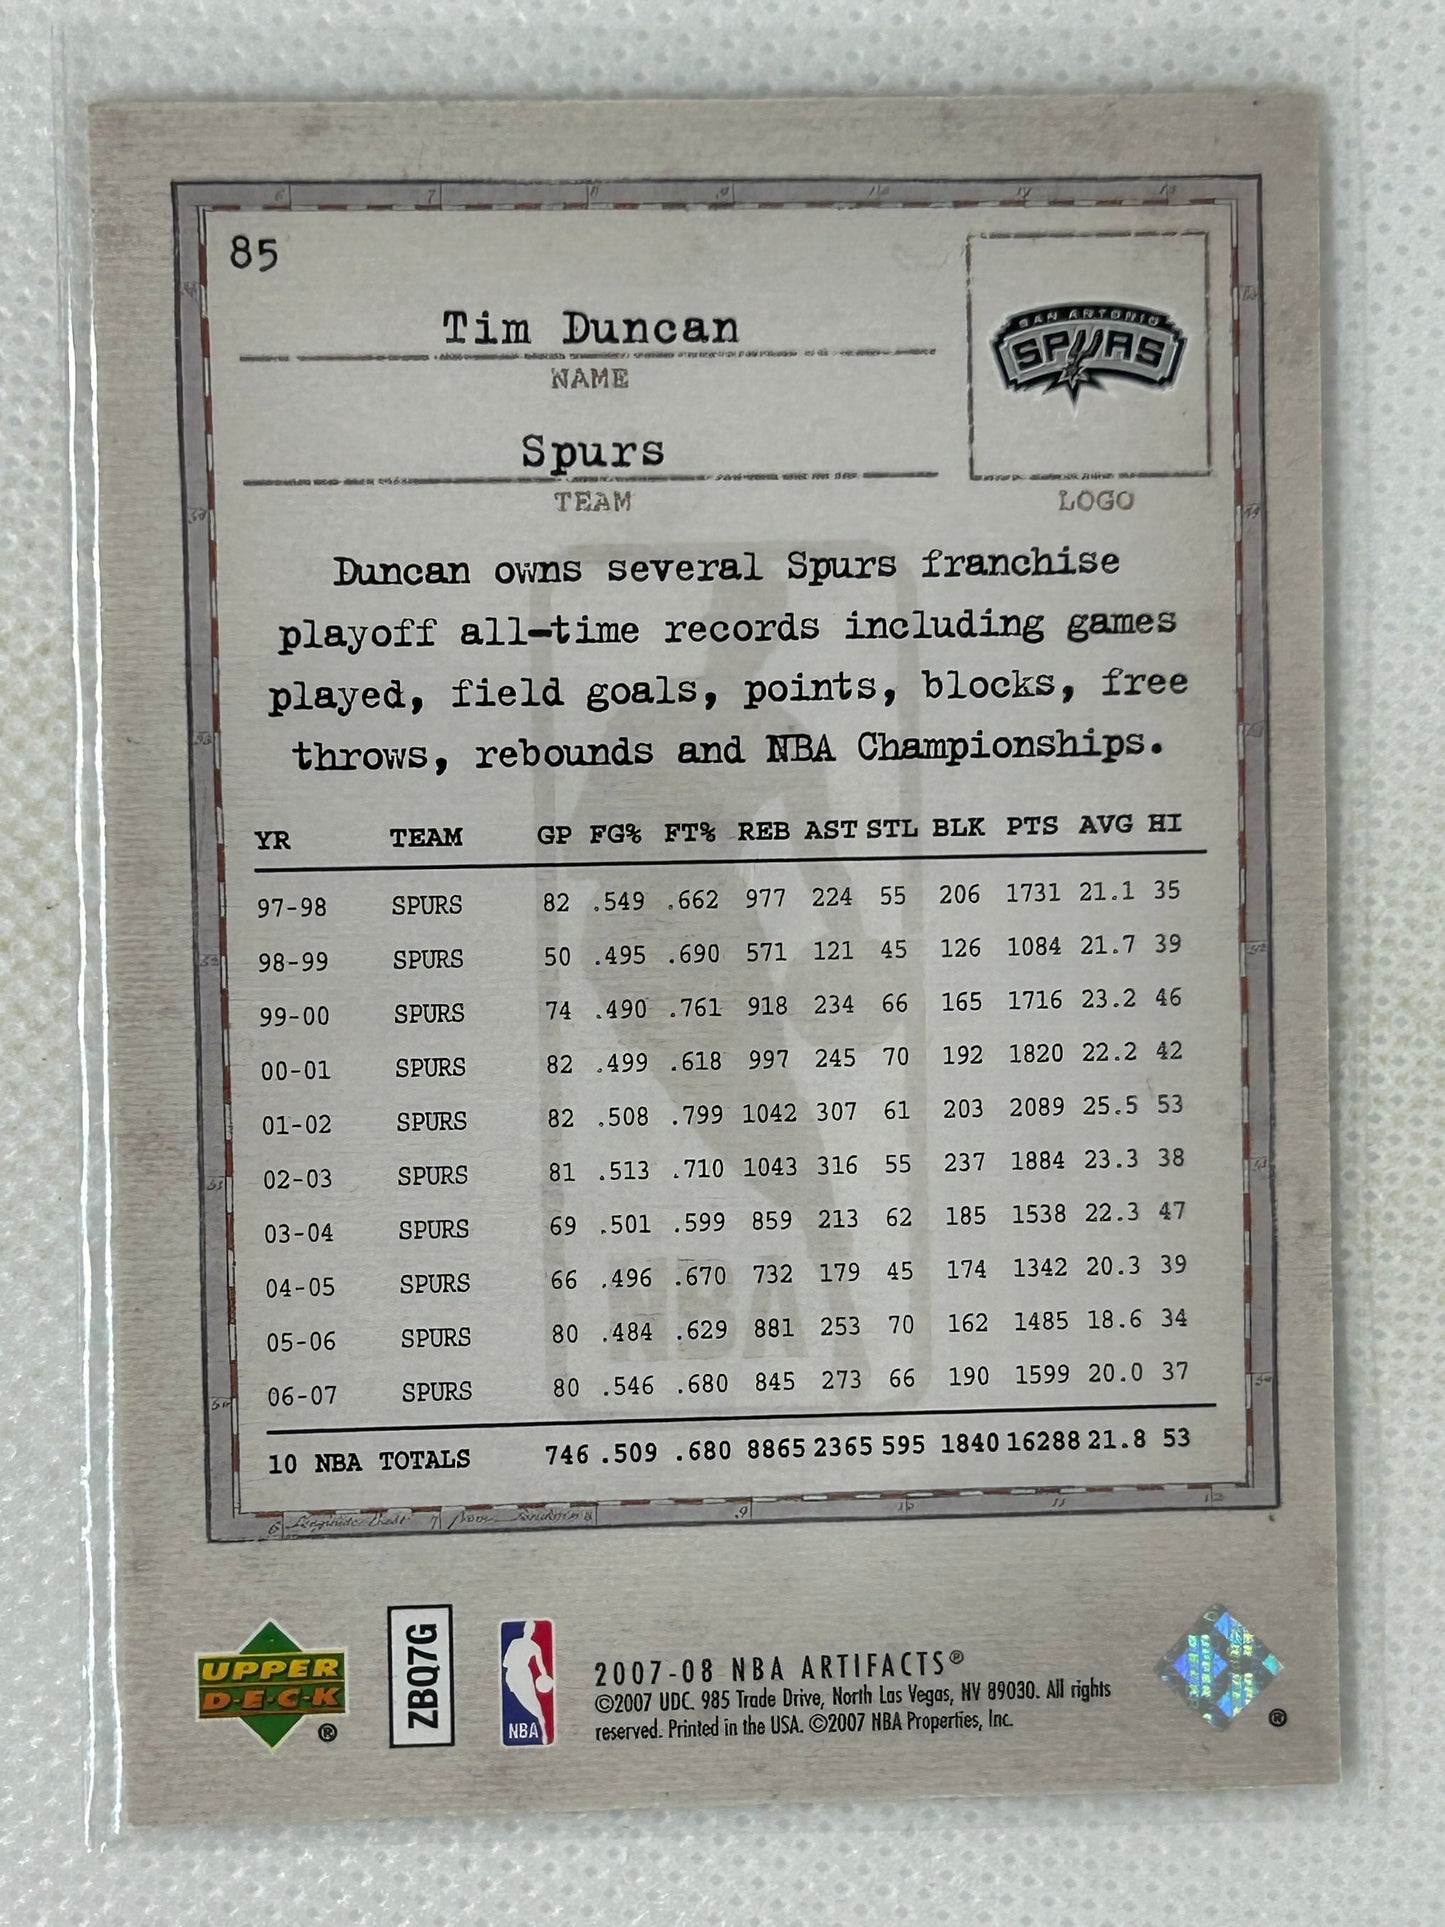 85
Tim Duncan
NAME
SAN ANTONIO
SPURS
Spurs
TEAM
LOGO
Duncan owns several Spurs franchise
playoff all-time records including games
played, field goals, points, blocks, free
throws, rebounds and NBA Championships.
YR TEAM GP FG% FT% REB AST STL BLK PTS AVG HI
97-98 SPURS 82 .549 .662 977 224 55 206 1731 21.1 35
98-99 SPURS 50 .495 .690 571 121 45 126 1084 21.7 39
99-00 SPURS 74 .490 .761 918 234 66 165 1716 23.2 46
00-01 SPURS 82 .499 .618 997 245 70 192 1820 22.2 42
01-02 SPURS 82 .508 .799 1042 307 61 203 2089 25.5 53
02-03 SPURS 81 .513 .710 1043 316 55 237 1884 23.3 38
03-04 SPURS 69 .501 .599 859 213 62 185 1538 22.3 47
04-05 SPURS 66 .496 .670 732 179 45 174 1342 20.3 39
05-06 SPURS 80 .484 .629 881 253 70 162 1485 18.6 34
06-07 SPURS 80 .546 .680 845 273 66 190 1599 20.0 37
10 NBA TOTALS 746 .509 .680 8865 2365 595 1840 16288 21.8 53
UPPER
D·E·C·K
®
ZBQ7G
NBA
2007-08 NBA ARTIFACTS®
©2007 UDC. 985 Trade Drive, North Las Vegas, NV 89030. All rights
reserved. Printed in the USA. ©2007 NBA Properties, Inc.
®